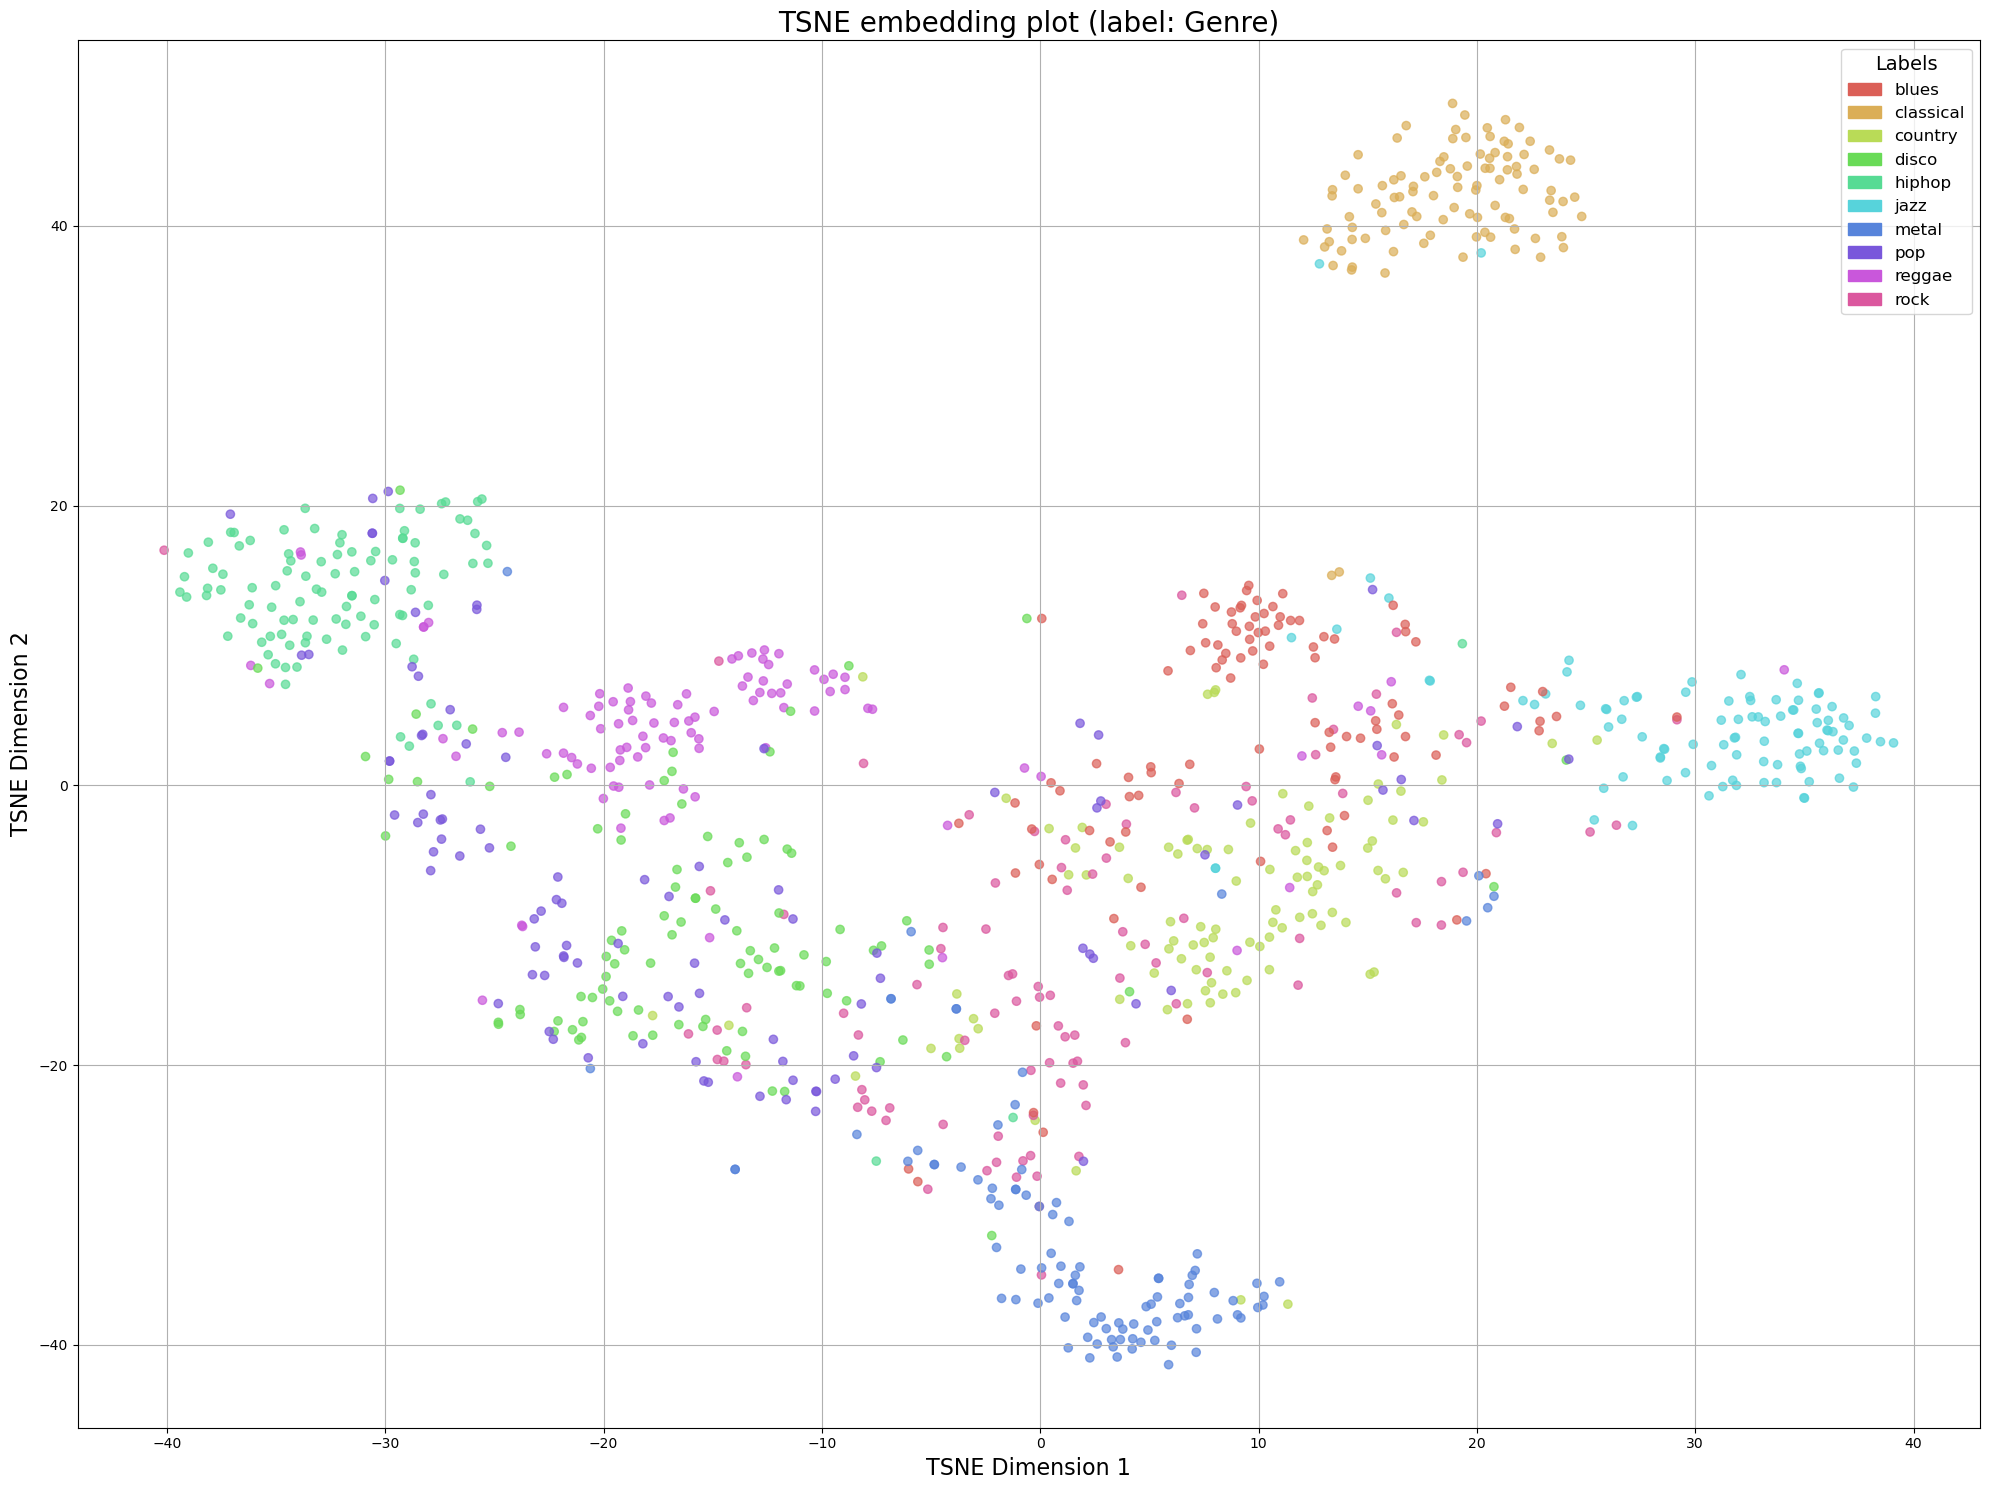 TSNE embedding plot (label: Genre)
Labels
blues
classical
country
disco
hiphop
jazz
metal
pop
reggae
rock
TSNE Dimension 2
40
20
0
−20
−40
−40
−30
−20
−10
0
10
20
30
40
TSNE Dimension 1